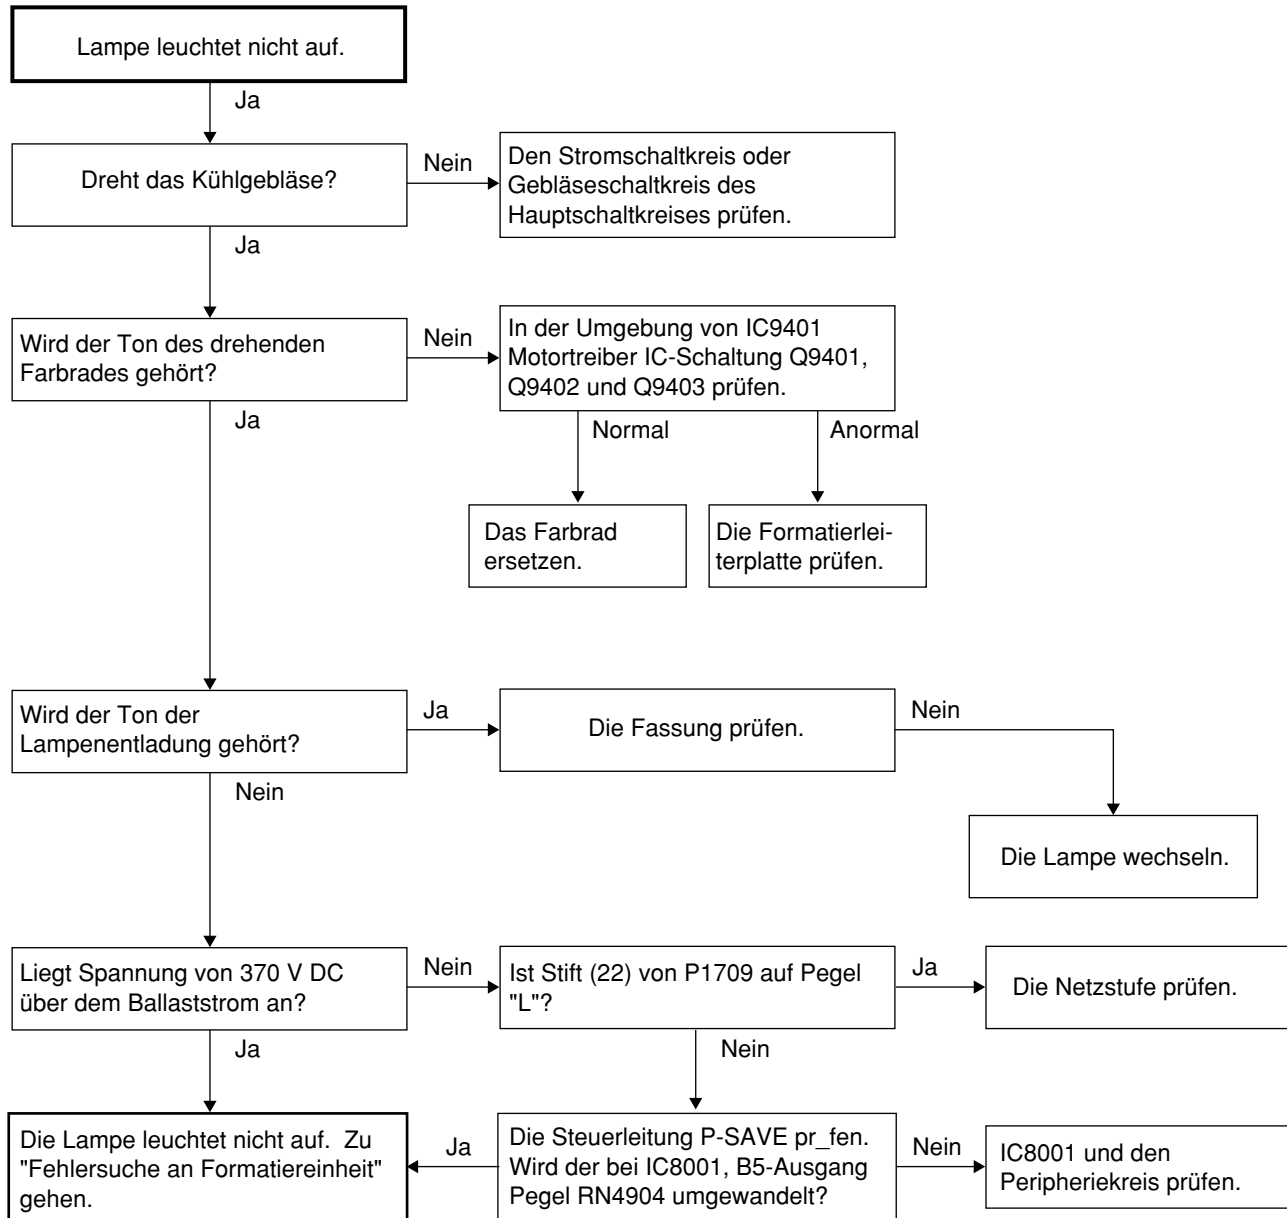 Lampe leuchtet nicht auf.
Ja
Dreht das Kühlgebläse?
Nein
Den Stromschaltkreis oder
Gebläseschaltkreis des
Hauptschaltkreises prüfen.
Ja
Wird der Ton des drehenden
Farbrades gehört?
Nein
In der Umgebung von IC9401
Motortreiber IC-Schaltung Q9401,
Q9402 und Q9403 prüfen.
Ja
Normal
Anormal
Das Farbrad
ersetzen.
Die Formatierlei-
terplatte prüfen.
Wird der Ton der
Lampenentladung gehört?
Ja
Die Fassung prüfen.
Nein
Nein
Die Lampe wechseln.
Liegt Spannung von 370 V DC
über dem Ballaststrom an?
Nein
Ist Stift (22) von P1709 auf Pegel
"L"?
Ja
Die Netzstufe prüfen.
Ja
Nein
Die Lampe leuchtet nicht auf. Zu
"Fehlersuche an Formatiereinheit"
gehen.
Ja
Die Steuerleitung P-SAVE pr_fen.
Wird der bei IC8001, B5-Ausgang
Pegel RN4904 umgewandelt?
Nein
IC8001 und den
Peripheriekreis prüfen.